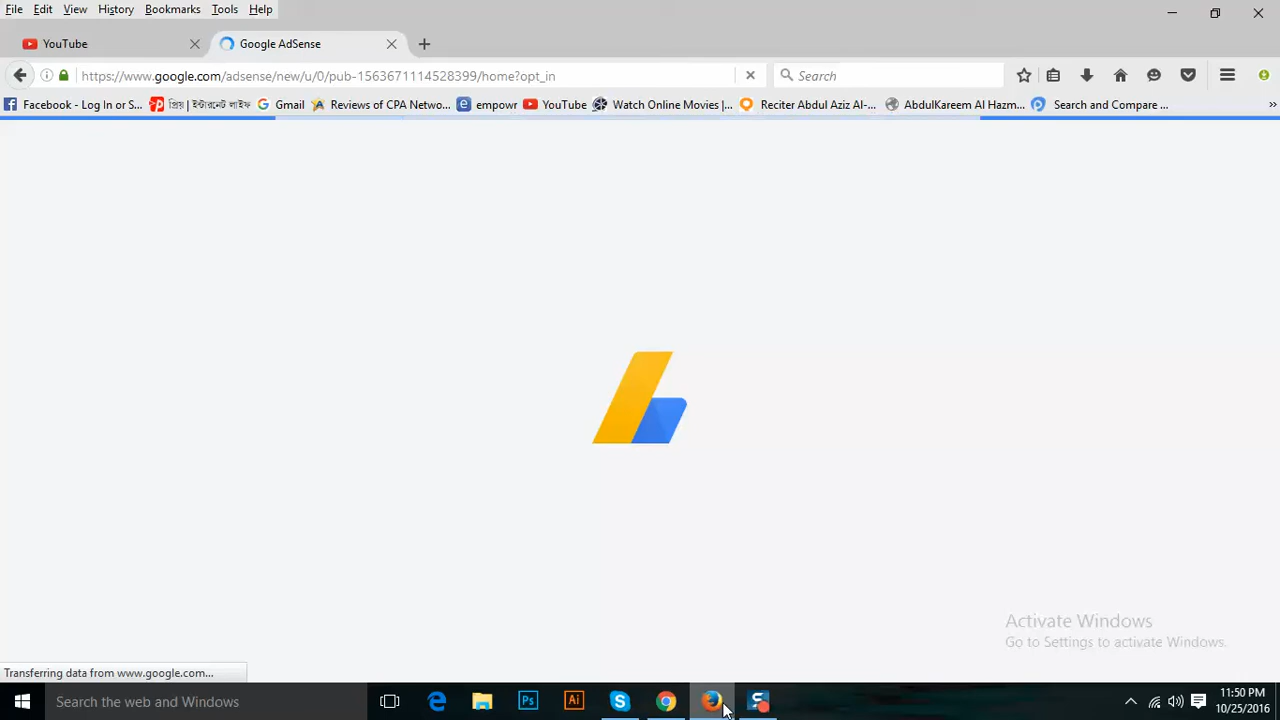 File Edit View History Bookmarks Tools Help
YouTube
Google AdSense
https://www.google.com/adsense/new/u/0/pub-1563671114528399/home?opt_in
Search
Facebook - Log In or S...
প্রিয় | ইন্টারনেট লাইফ
Gmail
Reviews of CPA Netwo...
empowr
YouTube
Watch Online Movies |...
Reciter Abdul Aziz Al-...
AbdulKareem Al Hazm...
Search and Compare ...
Activate Windows
Go to Settings to activate Windows.
Transferring data from www.google.com...
Search the web and Windows
11:50 PM
10/25/2016